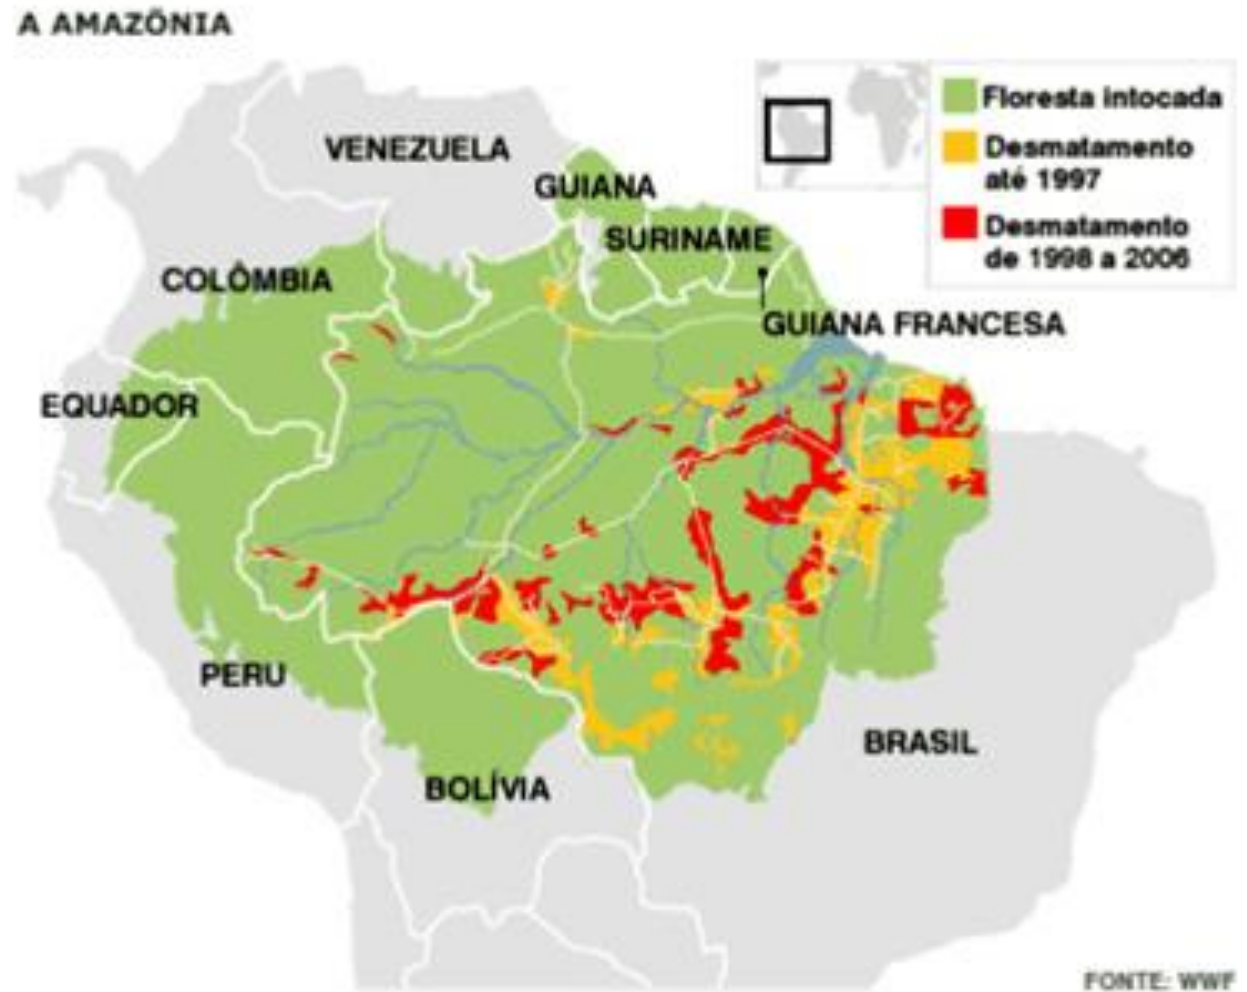 A AMAZÔNIA
Floresta intocada
Desmatamento
até 1997
Desmatamento
de 1998 a 2006
VENEZUELA
GUIANA
SURINAME
COLÔMBIA
GUIANA FRANCESA
EQUADOR
PERU
BRASIL
BOLÍVIA
FONTE: WWF